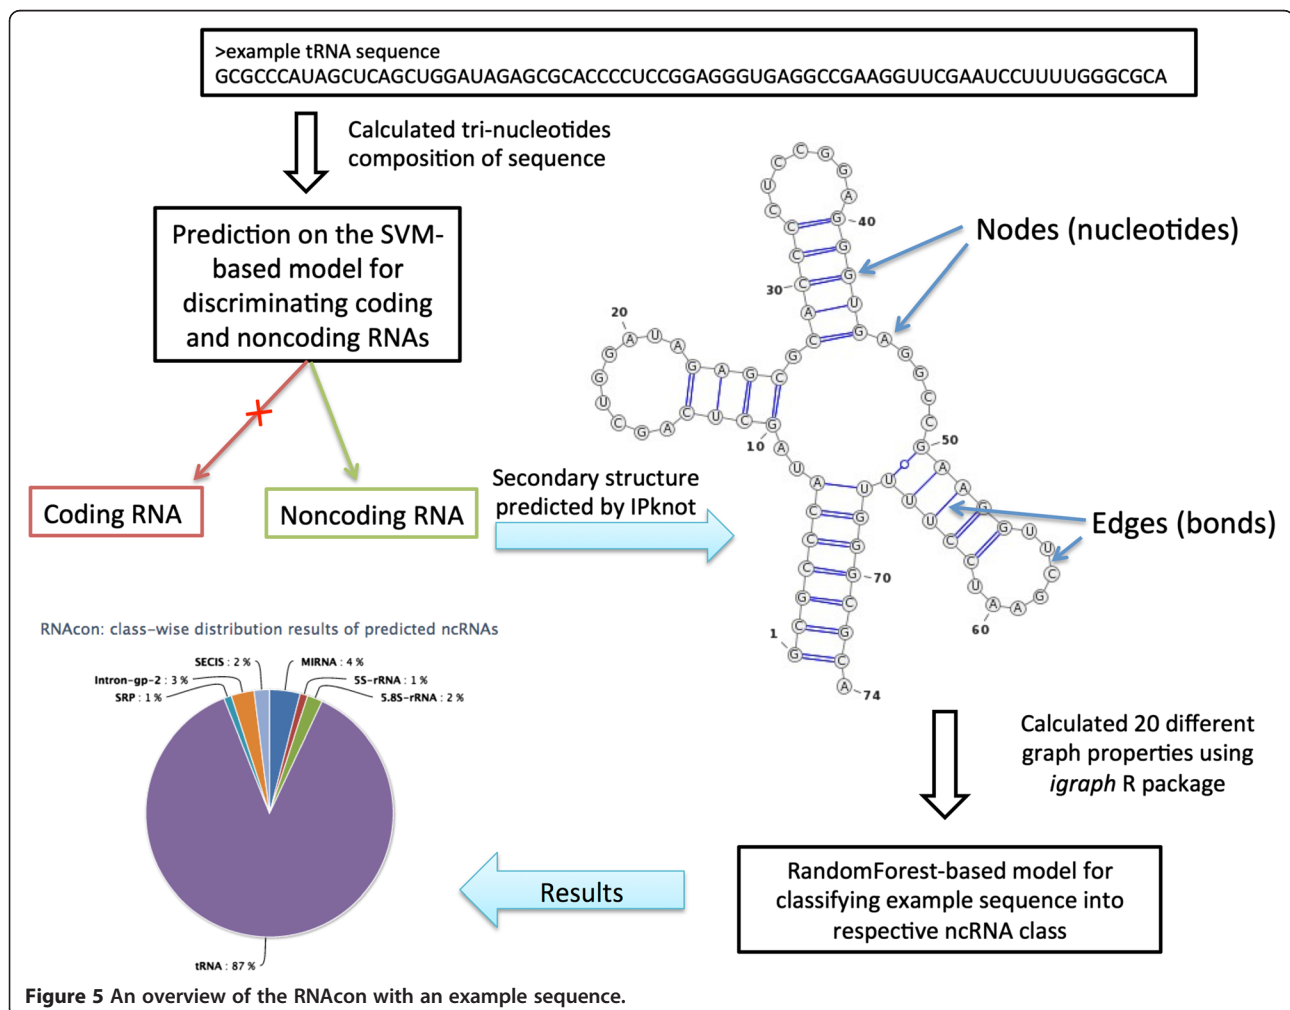 >example tRNA sequence
GCGCCCAUAGCUCAGCUGGAUAGAGCGCACCCCUCCGGAGGGUGAGGCCGAAGGUUCGAAUCCUUUUGGGCGCA
Calculated tri-nucleotides
composition of sequence
Prediction on the SVM-
based model for
discriminating coding
and noncoding RNAs
Coding RNA
Noncoding RNA
Secondary structure
predicted by IPknot
Nodes (nucleotides)
Edges (bonds)
1
10
20
30
40
50
60
70
74
Calculated 20 different
graph properties using
igraph R package
RandomForest-based model for
classifying example sequence into
respective ncRNA class
Results
RNAcon: class-wise distribution results of predicted ncRNAs
SECIS : 2 %
MIRNA : 4 %
Intron-gp-2 : 3 %
5S-rRNA : 1 %
SRP : 1 %
5.8S-rRNA : 2 %
tRNA : 87 %
Figure 5 An overview of the RNAcon with an example sequence.